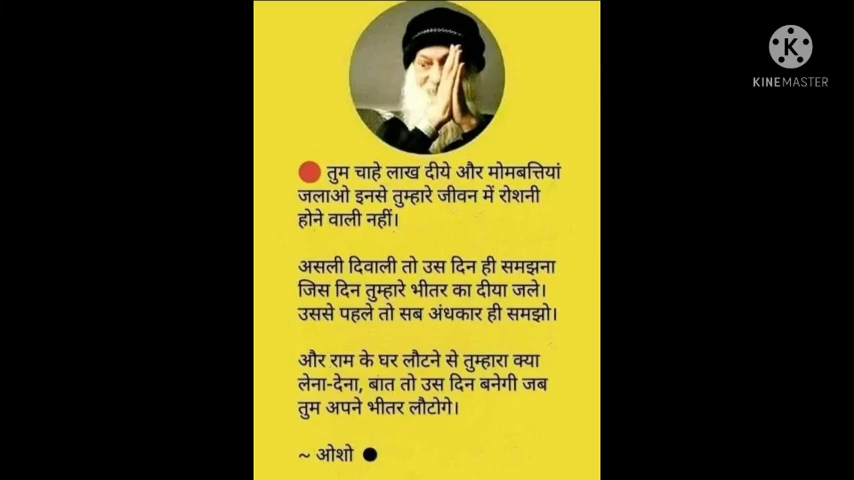 K
KINEMASTER
तुम चाहे लाख दीये और मोमबत्तियां
जलाओ इनसे तुम्हारे जीवन में रोशनी
होने वाली नहीं।
असली दिवाली तो उस दिन ही समझना
जिस दिन तुम्हारे भीतर का दीया जले।
उससे पहले तो सब अंधकार ही समझो।
और राम के घर लौटने से तुम्हारा क्या
लेना-देना, बात तो उस दिन बनेगी जब
तुम अपने भीतर लौटोगे।
~ ओशो